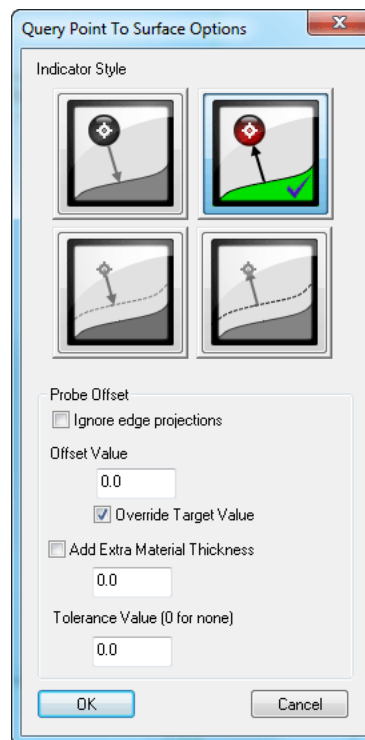 Query Point To Surface Options
Indicator Style
Probe Offset
Ignore edge projections
Offset Value
0.0
Override Target Value
Add Extra Material Thickness
0.0
Tolerance Value (0 for none)
0.0
OK Cancel